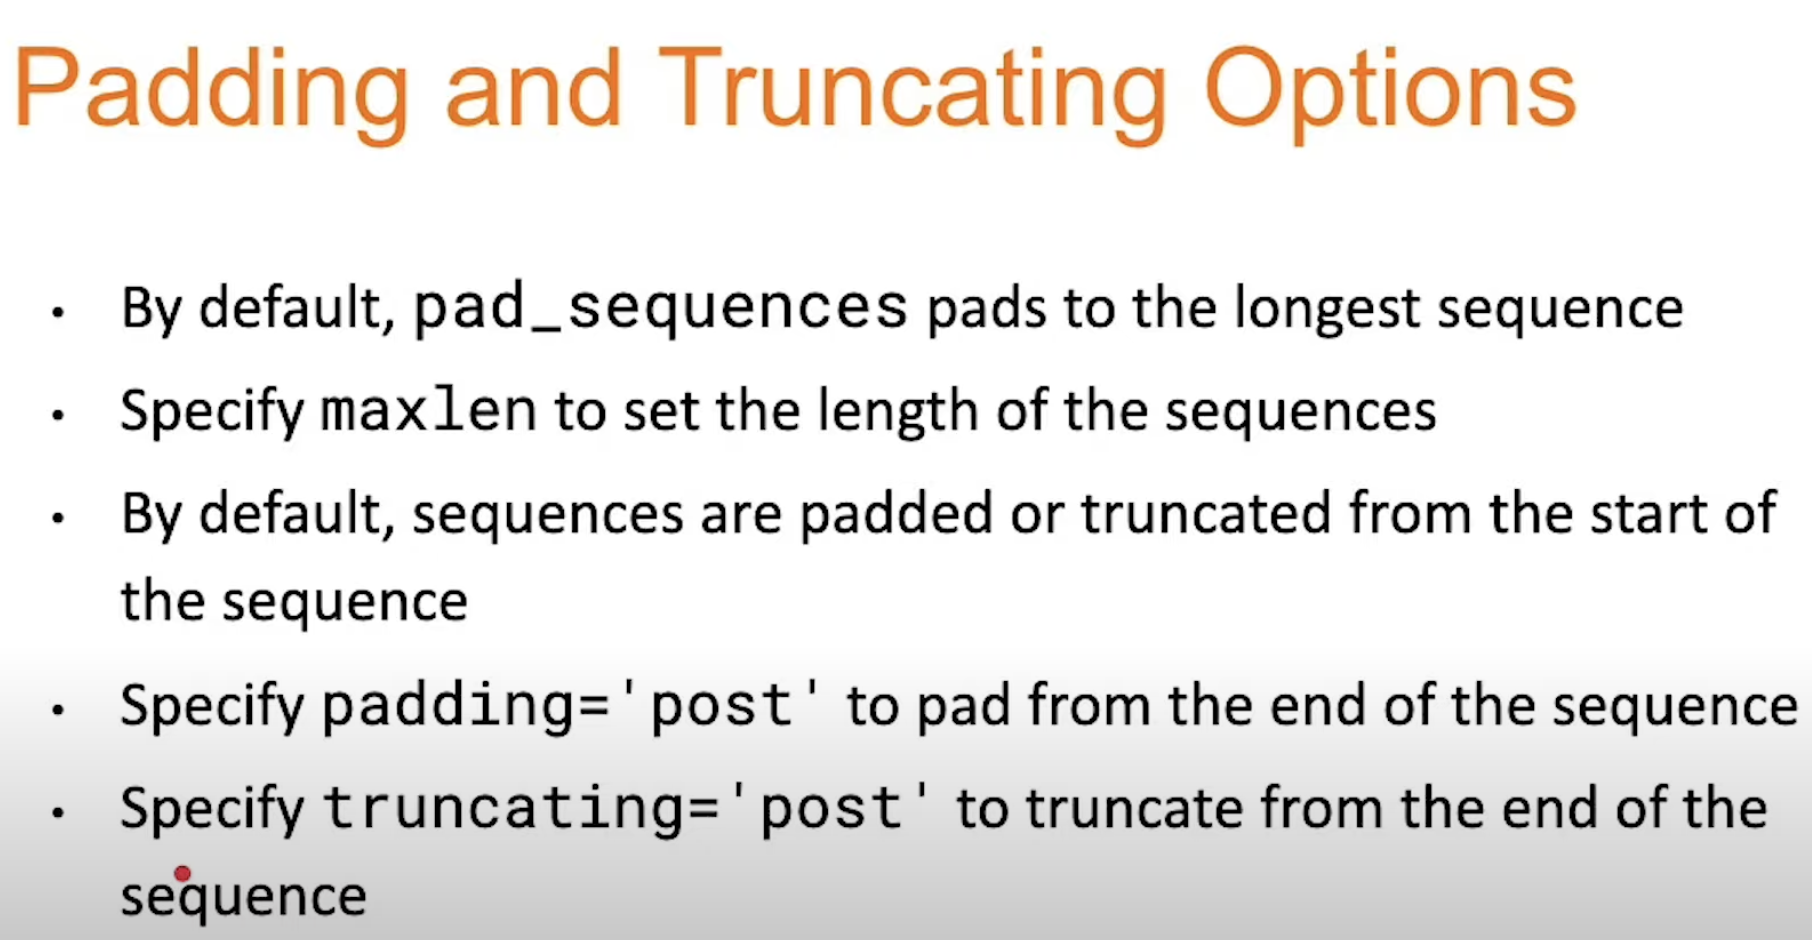 Padding and Truncating Options
• By default, pad_sequences pads to the longest sequence
• Specify maxlen to set the length of the sequences
• By default, sequences are padded or truncated from the start of
the sequence
• Specify padding='post' to pad from the end of the sequence
• Specify truncating='post' to truncate from the end of the
sequence